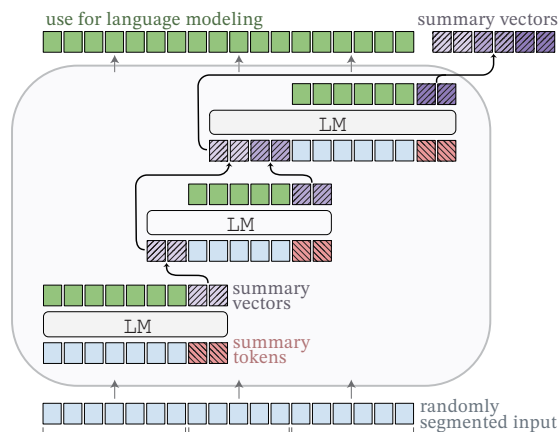 use for language modeling
summary vectors
LM
LM
summary
vectors
LM
summary
tokens
randomly
segmented input